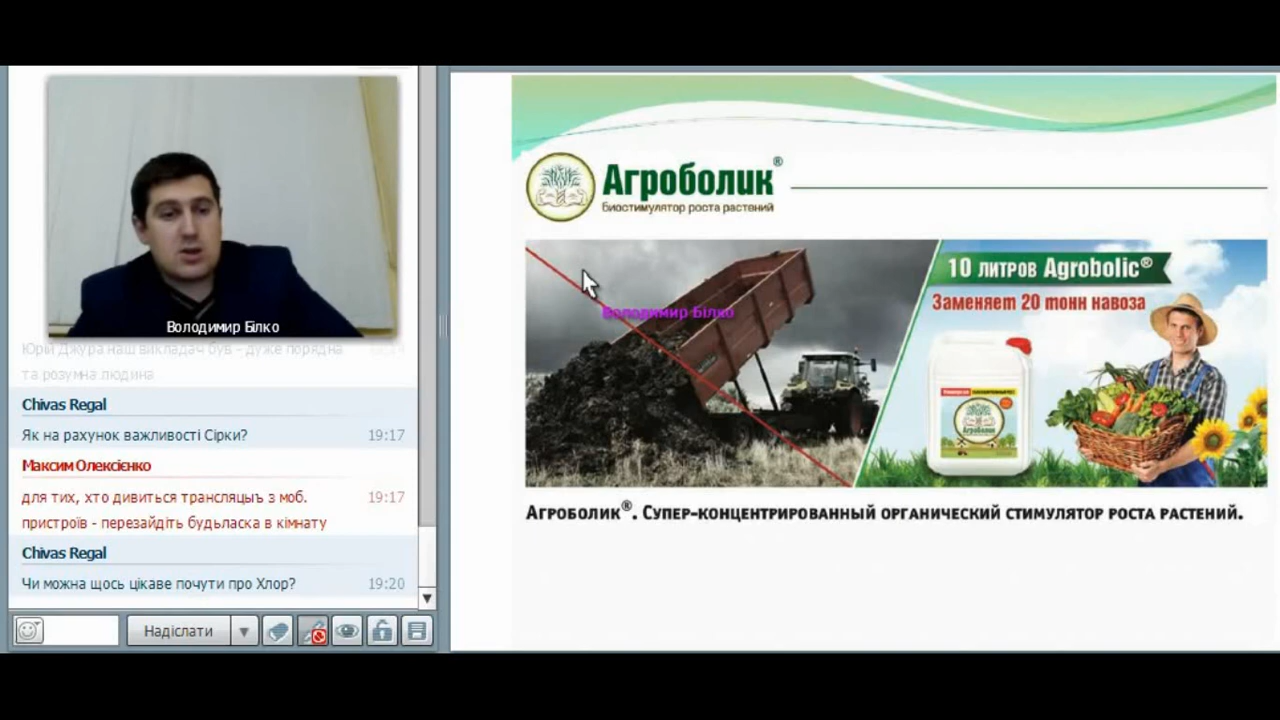 Володимир Білко
Юрій Джура наш викладач був - дуже порядна
та розумна людина
Chivas Regal
Як на рахунок важливості Сірки? 19:17
Максим Олексієнко
для тих, хто дивиться трансляцыъ з моб. 19:17
пристроїв - перезайдіть будьласка в кімнату
Chivas Regal
Чи можна щось цікаве почути про Хлор? 19:20
Надіслати
Агроболик®
биостимулятор роста растений
Володимир Білко
10 литров Agrobolic®
Заменяет 20 тонн навоза
Агроболик
Агроболик®. Супер-концентрированный органический стимулятор роста растений.